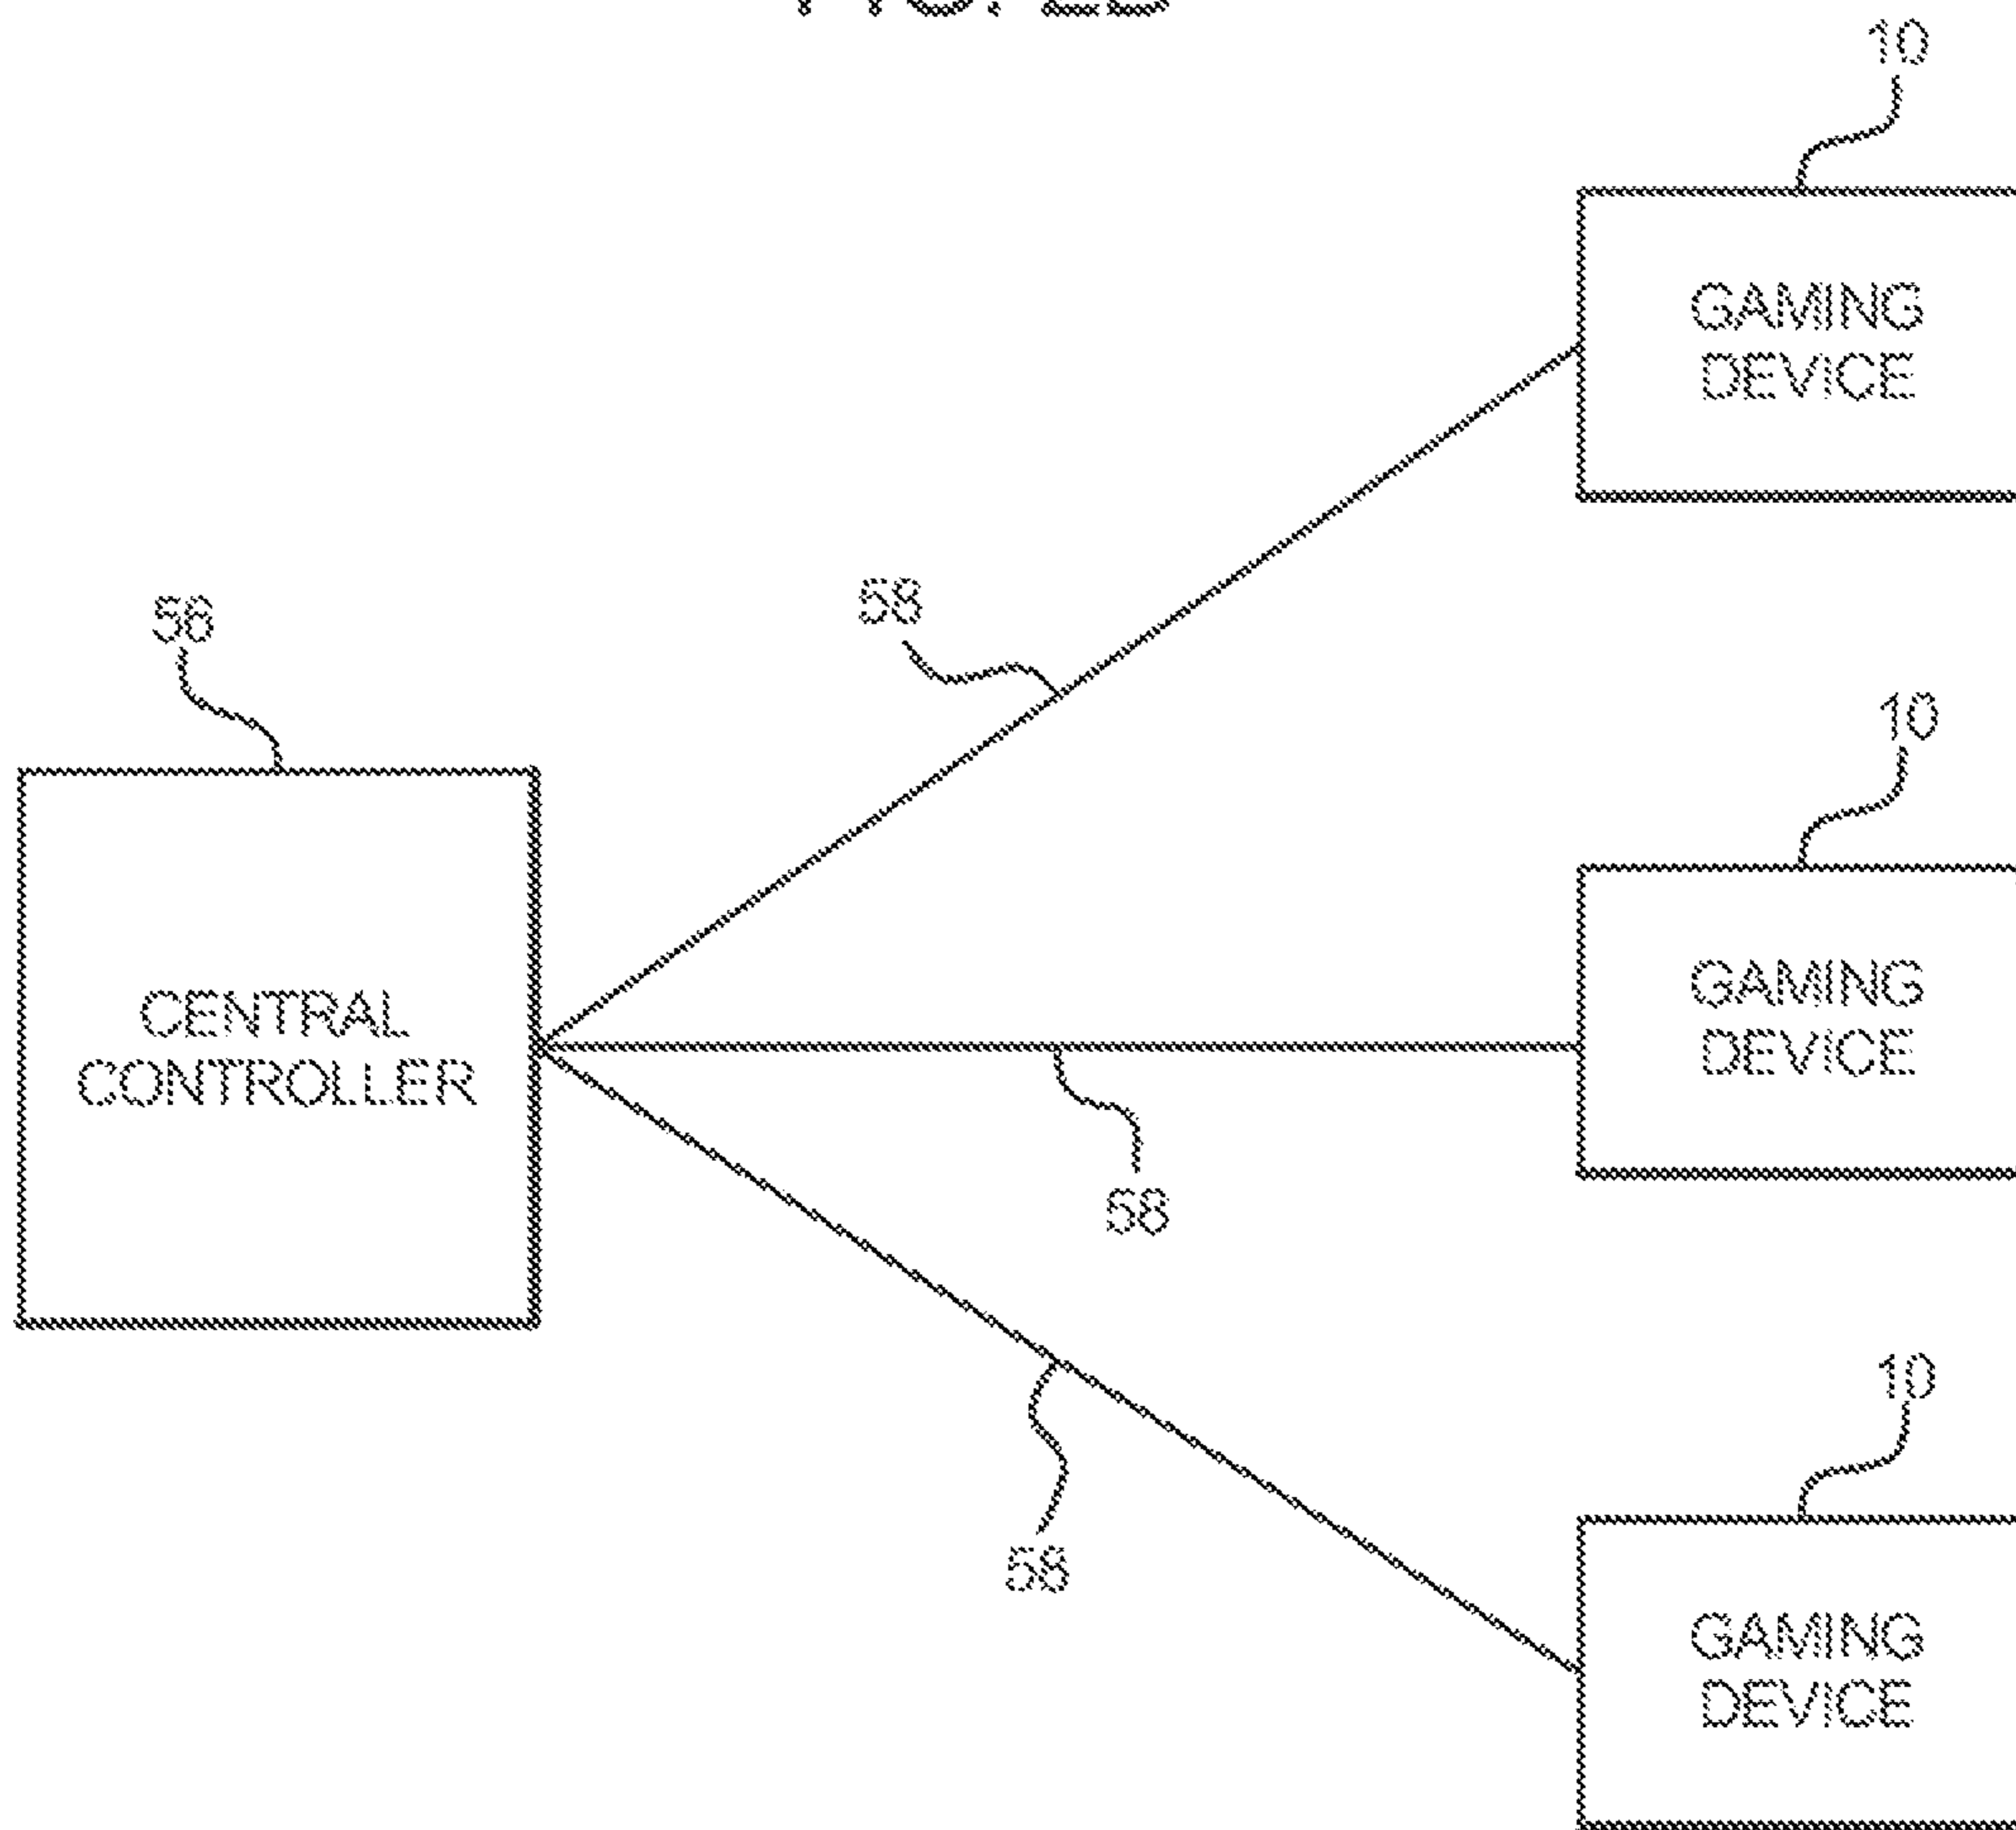 10
GAMING
DEVICE
58
56
10
CENTRAL
CONTROLLER
GAMING
DEVICE
58
10
58
GAMING
DEVICE